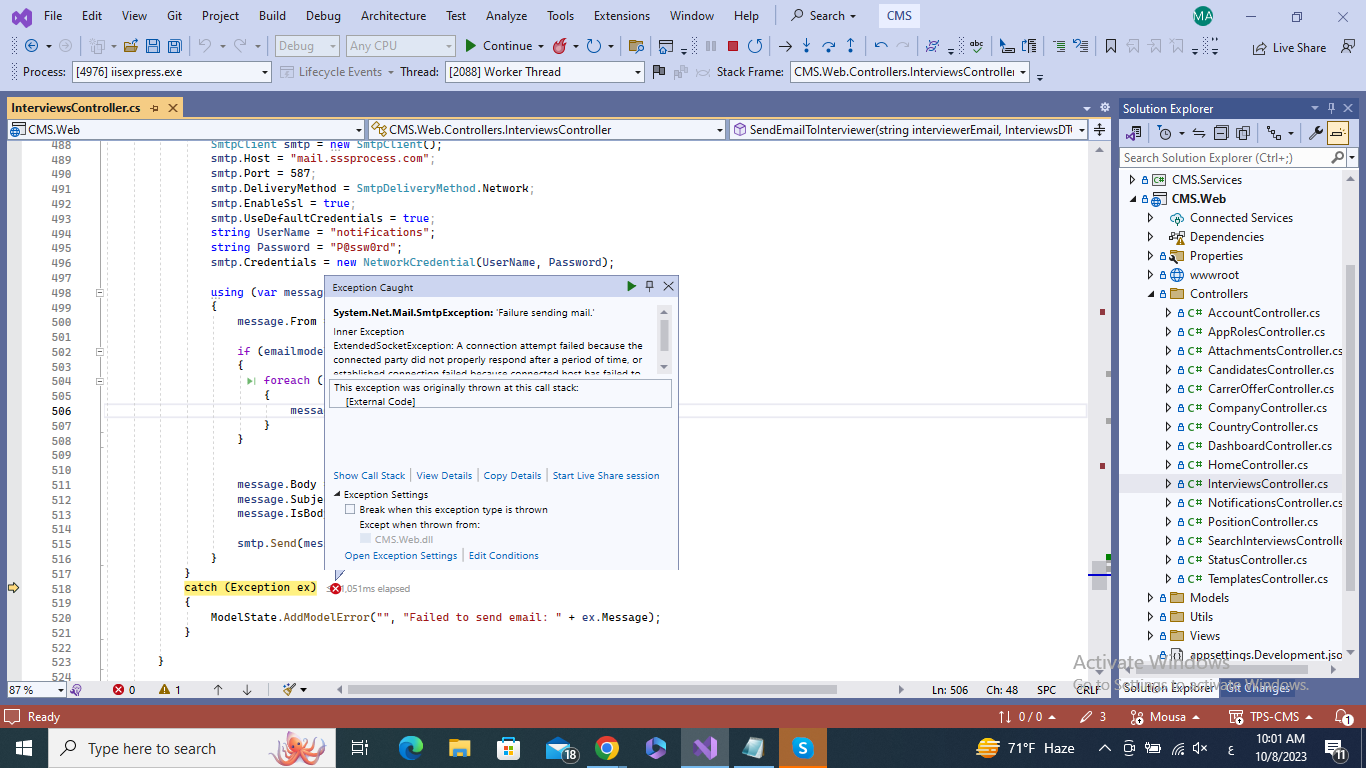 File Edit View Git Project Build Debug Architecture Test Analyze Tools Extensions Window Help Search CMS MA
Debug Any CPU Continue Live Share
Process: [4976] iisexpress.exe Lifecycle Events Thread: [2088] Worker Thread Stack Frame: CMS.Web.Controllers.InterviewsController
InterviewsController.cs
CMS.Web CMS.Web.Controllers.InterviewsController SendEmailToInterviewer(string interviewerEmail, InterviewsDT
488 SmtpClient smtp = new SmtpClient();
489 smtp.Host = "mail.sssprocess.com";
490 smtp.Port = 587;
491 smtp.DeliveryMethod = SmtpDeliveryMethod.Network;
492 smtp.EnableSsl = true;
493 smtp.UseDefaultCredentials = true;
494 string UserName = "notifications";
495 string Password = "P@ssw0rd";
496 smtp.Credentials = new NetworkCredential(UserName, Password);
497
498 using (var messag
499 {
500 message.From
501
502 if (emailmode
503 {
504 foreach (
505 {
506 messa
507 }
508 }
509
510
511 message.Body
512 message.Subje
513 message.IsBod
514
515 smtp.Send(mes
516 }
517 }
518 catch (Exception ex) 1,051ms elapsed
519 {
520 ModelState.AddModelError("", "Failed to send email: " + ex.Message);
521 }
522
523 }
524
Exception Caught
System.Net.Mail.SmtpException: 'Failure sending mail.'
Inner Exception
ExtendedSocketException: A connection attempt failed because the
connected party did not properly respond after a period of time, or
established connection failed because connected host has failed to
This exception was originally thrown at this call stack:
[External Code]
Show Call Stack View Details Copy Details Start Live Share session
Exception Settings
Break when this exception type is thrown
Except when thrown from:
CMS.Web.dll
Open Exception Settings Edit Conditions
87 % 0 1 Ln: 506 Ch: 48 SPC CRLF
Solution Explorer
Search Solution Explorer (Ctrl+;)
CMS.Services
CMS.Web
Connected Services
Dependencies
Properties
wwwroot
Controllers
C# AccountController.cs
C# AppRolesController.cs
C# AttachmentsController.cs
C# CandidatesController.cs
C# CarrerOfferController.cs
C# CompanyController.cs
C# CountryController.cs
C# DashboardController.cs
C# HomeController.cs
C# InterviewsController.cs
C# NotificationsController.cs
C# PositionController.cs
C# SearchInterviewsControlle
C# StatusController.cs
C# TemplatesController.cs
Models
Utils
Views
appsettings.Development.jso
Solution Explorer Git Changes
Activate Windows
Go to Settings to activate Windows.
Ready 0 / 0 3 Mousa TPS-CMS 1
Type here to search 18 71°F Haze ع 10:01 AM
10/8/2023 11